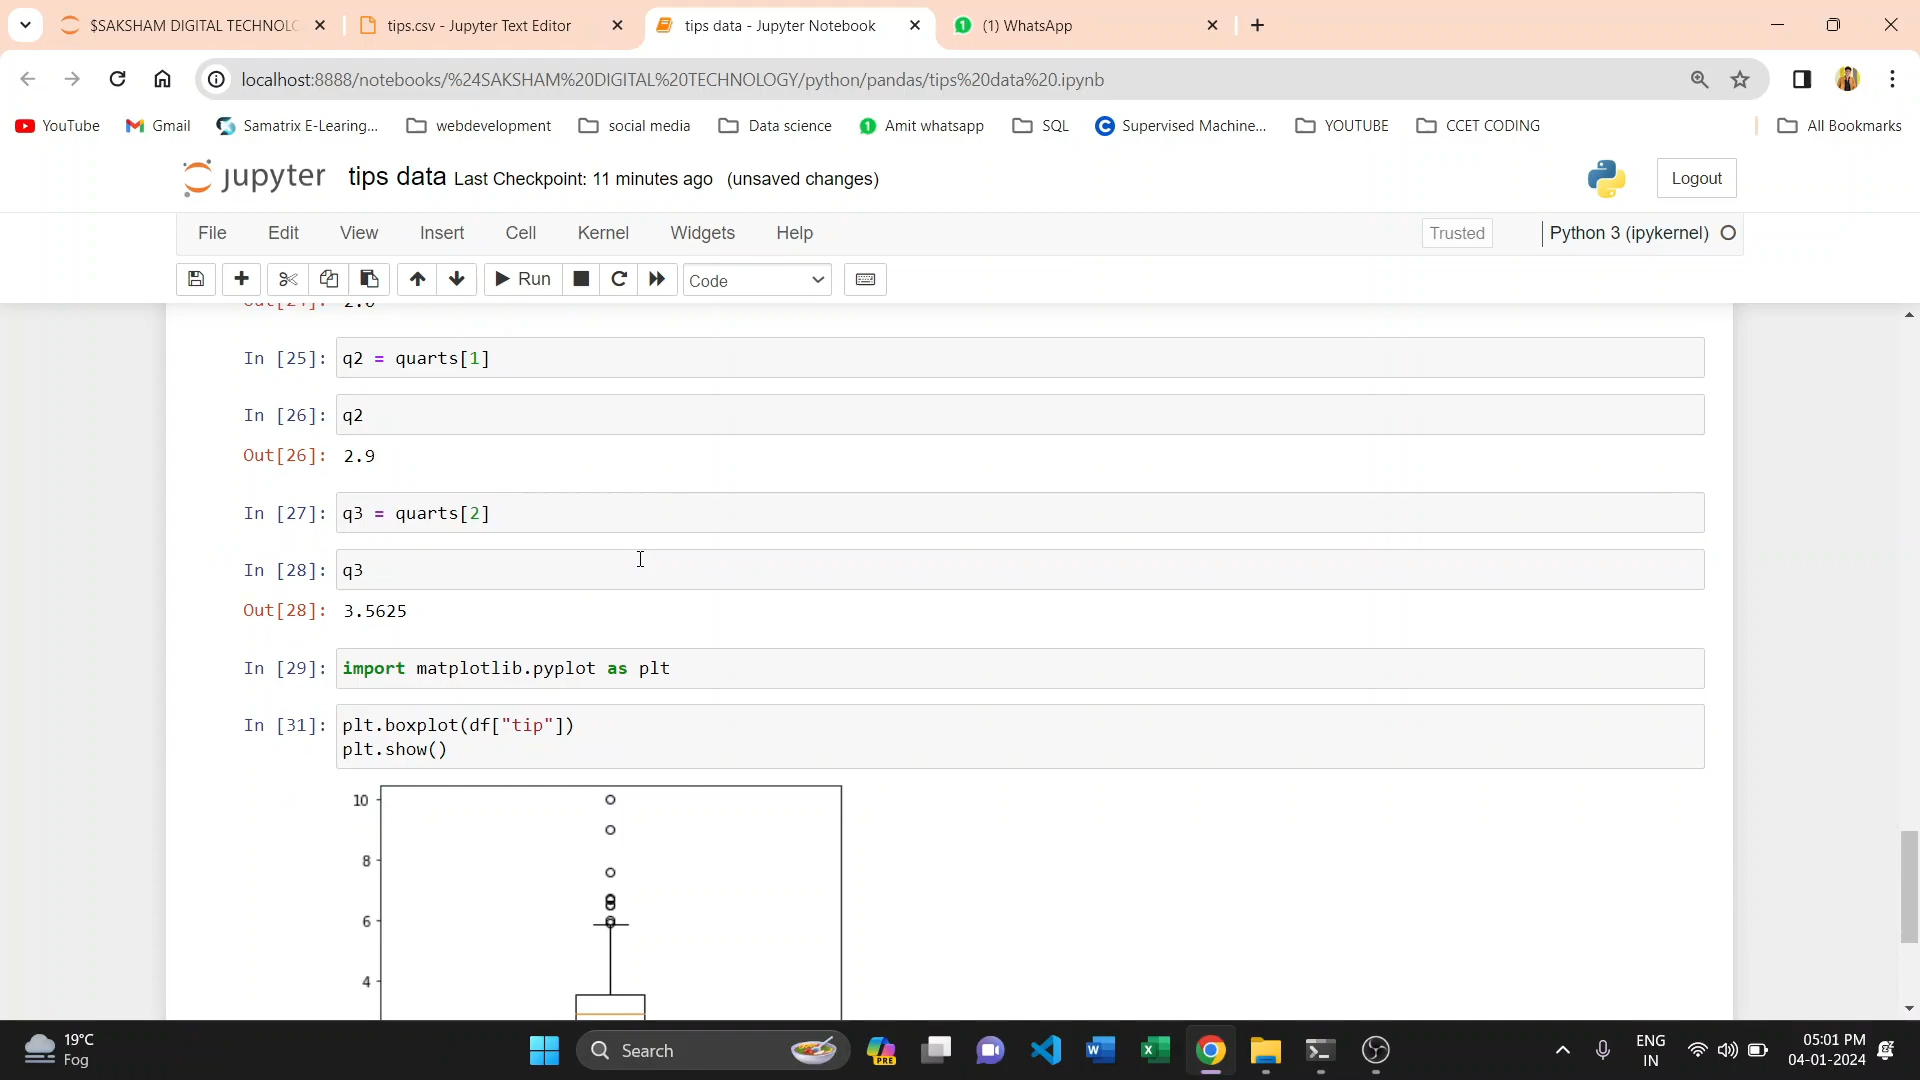 $SAKSHAM DIGITAL TECHNOLO
tips.csv - Jupyter Text Editor
tips data - Jupyter Notebook
(1) WhatsApp
localhost:8888/notebooks/%24SAKSHAM%20DIGITAL%20TECHNOLOGY/python/pandas/tips%20data%20.ipynb
YouTube
Gmail
Samatrix E-Learing...
webdevelopment
social media
Data science
Amit whatsapp
SQL
Supervised Machine...
YOUTUBE
CCET CODING
All Bookmarks
jupyter
tips data Last Checkpoint: 11 minutes ago (unsaved changes)
Logout
File Edit View Insert Cell Kernel Widgets Help
Trusted
Python 3 (ipykernel)
Run
Code
In [25]: q2 = quarts[1]
In [26]: q2
Out[26]: 2.9
In [27]: q3 = quarts[2]
In [28]: q3
Out[28]: 3.5625
In [29]: import matplotlib.pyplot as plt
In [31]: plt.boxplot(df["tip"])
plt.show()
10
8
6
4
19°C
Fog
Search
PRE
ENG
IN
05:01 PM
04-01-2024